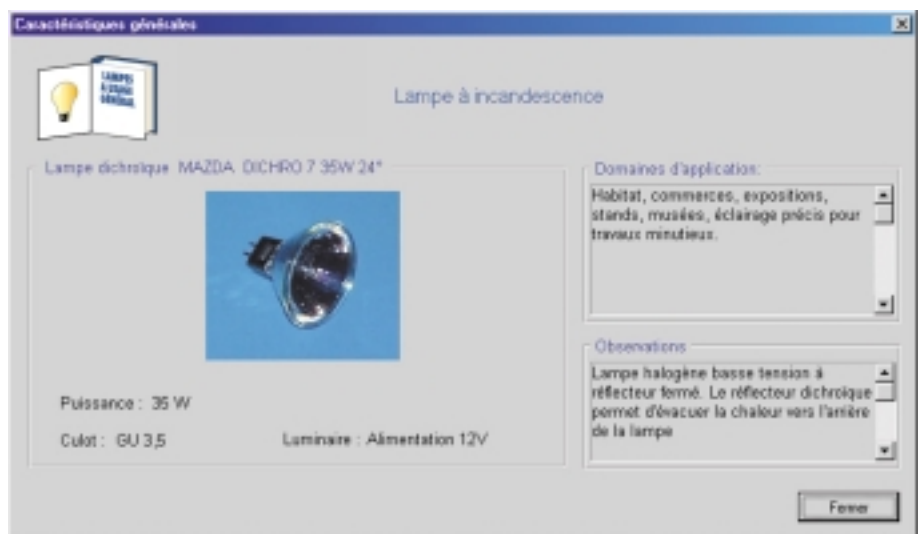 Caractéristiques générales
LAMPES
À USAGE
GÉNÉRAL
Lampe à incandescence
Lampe dichroïque MAZDA DICHRO 7 35W 24°
Puissance : 35 W
Culot : GU 3,5
Luminaire : Alimentation 12V
Domaines d'application:
Habitat, commerces, expositions,
stands, musées, éclairage précis pour
travaux minutieux.
Observations
Lampe halogène basse tension à
réflecteur fermé. Le réflecteur dichroïque
permet d'évacuer la chaleur vers l'arrière
de la lampe
Fermer